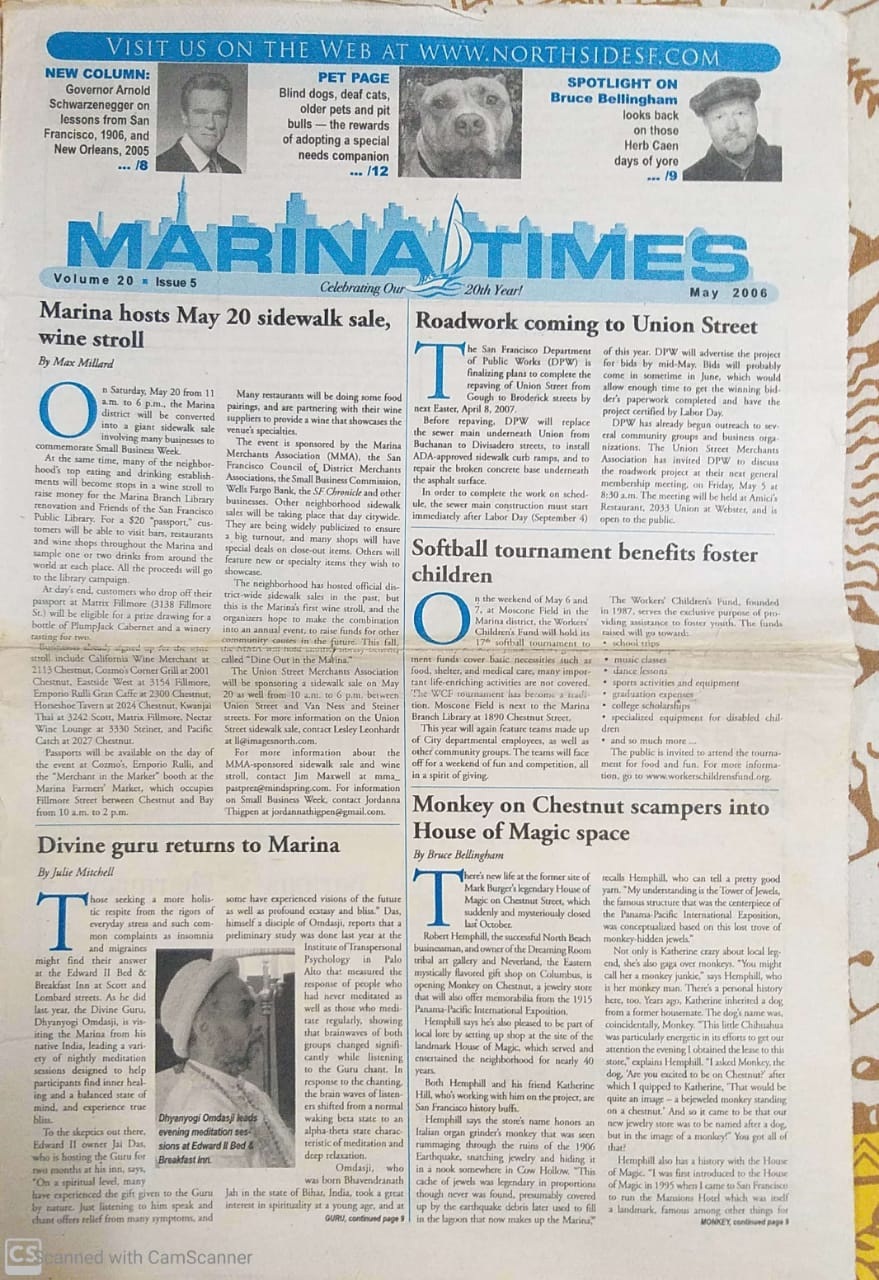 VISIT US ON THE WEB AT WWW.NORTHSIDESF.COM
NEW COLUMN:
Governor Arnold
Schwarzenegger on
lessons from San
Francisco, 1906, and
New Orleans, 2005
... /8
PET PAGE
Blind dogs, deaf cats,
older pets and pit
bulls — the rewards
of adopting a special
needs companion
... /12
SPOTLIGHT ON
Bruce Bellingham
looks back
on those
Herb Caen
days of yore
... /9
MARINA TIMES
Volume 20 ■ Issue 5
Celebrating Our 20th Year!
May 2006
Marina hosts May 20 sidewalk sale,
wine stroll
By Max Millard
On Saturday, May 20 from 11
a.m. to 6 p.m., the Marina
district will be converted
into a giant sidewalk sale
involving many businesses to
commemorate Small Business Week.
At the same time, many of the neighbor-
hood's top eating and drinking establish-
ments will become stops in a wine stroll to
raise money for the Marina Branch Library
renovation and Friends of the San Francisco
Public Library. For a $20 "passport," cus-
tomers will be able to visit bars, restaurants
and wine shops throughout the Marina and
sample one or two drinks from around the
world at each place. All the proceeds will go
to the library campaign.
At day's end, customers who drop off their
passport at Matrix Fillmore (3138 Fillmore
St.) will be eligible for a prize drawing for a
bottle of PlumpJack Cabernet and a winery
tasting for two.
Businesses already signed up for the wine
stroll include California Wine Merchant at
2113 Chestnut, Cozmo's Corner Grill at 2001
Chestnut, Eastside West at 3154 Fillmore,
Emporio Rulli Gran Caffe at 2300 Chestnut,
Horseshoe Tavern at 2024 Chestnut, Kwanjai
Thai at 3242 Scott, Matrix Fillmore, Nectar
Wine Lounge at 3330 Steiner, and Pacific
Catch at 2027 Chestnut.
Passports will be available on the day of
the event at Cozmo's, Emporio Rulli, and
the "Merchant in the Market" booth at the
Marina Farmers' Market, which occupies
Fillmore Street between Chestnut and Bay
from 10 a.m. to 2 p.m.
Many restaurants will be doing some food
pairings, and are partnering with their wine
suppliers to provide a wine that showcases the
venue's specialties.
The event is sponsored by the Marina
Merchants Association (MMA), the San
Francisco Council of District Merchants
Associations, the Small Business Commission,
Wells Fargo Bank, the SF Chronicle and other
businesses. Other neighborhood sidewalk
sales will be taking place that day citywide.
They are being widely publicized to ensure
a big turnout, and many shops will have
special deals on close-out items. Others will
feature new or specialty items they wish to
showcase.
The neighborhood has hosted official dis-
trict-wide sidewalk sales in the past, but
this is the Marina's first wine stroll, and the
organizers hope to make the combination
into an annual event, to raise funds for other
community causes in the future. This fall,
the MMA will hold
called "Dine Out in the Marina."
The Union Street Merchants Association
will be sponsoring a sidewalk sale on May
20 as well from 10 a.m. to 6 p.m. between
Union Street and Van Ness and Steiner
streets. For more information on the Union
Street sidewalk sale, contact Lesley Leonhardt
at ll@imagesnorth.com.
For more information about the
MMA-sponsored sidewalk sale and wine
stroll, contact Jim Maxwell at mma_
pastprez@mindspring.com. For information
on Small Business Week, contact Jordanna
Thigpen at jordannathigpen@gmail.com.
Roadwork coming to Union Street
The San Francisco Department
of Public Works (DPW) is
finalizing plans to complete the
repaving of Union Street from
Gough to Broderick streets by
next Easter, April 8, 2007.
Before repaving, DPW will replace
the sewer main underneath Union from
Buchanan to Divisadero streets, to install
ADA-approved sidewalk curb ramps, and to
repair the broken concrete base underneath
the asphalt surface.
In order to complete the work on sched-
ule, the sewer main construction must start
immediately after Labor Day (September 4)
of this year. DPW will advertise the project
for bids by mid-May. Bids will probably
come in sometime in June, which would
allow enough time to get the winning bid-
der's paperwork completed and have the
project certified by Labor Day.
DPW has already begun outreach to sev-
eral community groups and business orga-
nizations. The Union Street Merchants
Association has invited DPW to discuss
the roadwork project at their next general
membership meeting, on Friday, May 5 at
8:30 a.m. The meeting will be held at Amici's
Restaurant, 2033 Union at Webster, and is
open to the public.
Softball tournament benefits foster
children
On the weekend of May 6 and
7, at Moscone Field in the
Marina district, the Workers'
Children's Fund will hold its
17th softball tournament to
ment funds cover basic necessities such as
food, shelter, and medical care, many impor-
tant life-enriching activities are not covered.
The WCF tournament has become a tradi-
tion. Moscone Field is next to the Marina
Branch Library at 1890 Chestnut Street.
This year will again feature teams made up
of City departmental employees, as well as
other community groups. The teams will face
off for a weekend of fun and competition, all
in a spirit of giving.
The Workers' Children's Fund, founded
in 1987, serves the exclusive purpose of pro-
viding assistance to foster youth. The funds
raised will go toward:
• school trips
• music classes
• dance lessons
• sports activities and equipment
• graduation expenses
• college scholarships
• specialized equipment for disabled chil-
dren
• and so much more ...
The public is invited to attend the tourna-
ment for food and fun. For more informa-
tion, go to www.workerschildrensfund.org.
Divine guru returns to Marina
By Julie Mitchell
Those seeking a more holis-
tic respite from the rigors of
everyday stress and such com-
mon complaints as insomnia
and migraines
might find their answer
at the Edward II Bed &
Breakfast Inn at Scott and
Lombard streets. As he did
last year, the Divine Guru,
Dhyanyogi Omdasji, is vis-
iting the Marina from his
native India, leading a vari-
ety of nightly meditation
sessions designed to help
participants find inner heal-
ing and a balanced state of
mind, and experience true
bliss.
To the skeptics out there,
Edward II owner Jai Das,
who is hosting the Guru for
two months at his inn, says,
"On a spiritual level, many
have experienced the gift given to the Guru
by nature. Just listening to him speak and
chant offers relief from many symptoms, and
Dhyanyogi Omdasji leads
evening meditation ses-
sions at Edward II Bed &
Breakfast Inn.
some have experienced visions of the future
as well as profound ecstasy and bliss." Das,
himself a disciple of Omdasji, reports that a
preliminary study was done last year at the
Institute of Transpersonal
Psychology in Palo
Alto that measured the
response of people who
had never meditated as
well as those who medi-
tate regularly, showing
that brainwaves of both
groups changed signifi-
cantly while listening
to the Guru chant. In
response to the chanting,
the brain waves of listen-
ers shifted from a normal
waking beta state to an
alpha-theta state charac-
teristic of meditation and
deep relaxation.
Omdasji, who
was born Bhavendranath
Jah in the state of Bihar, India, took a great
interest in spirituality at a young age, and at
GURU, continued page 9
Monkey on Chestnut scampers into
House of Magic space
By Bruce Bellingham
There's new life at the former site of
Mark Burger's legendary House of
Magic on Chestnut Street, which
suddenly and mysteriously closed
last October.
Robert Hemphill, the successful North Beach
businessman, and owner of the Dreaming Room
tribal art gallery and Neverland, the Eastern
mystically flavored gift shop on Columbus, is
opening Monkey on Chestnut, a jewelry store
that will also offer memorabilia from the 1915
Panama-Pacific International Exposition.
Hemphill says he's also pleased to be part of
local lore by setting up shop at the site of the
landmark House of Magic, which served and
entertained the neighborhood for nearly 40
years.
Both Hemphill and his friend Katherine
Hill, who's working with him on the project, are
San Francisco history buffs.
Hemphill says the store's name honors an
Italian organ grinder's monkey that was seen
rummaging through the ruins of the 1906
Earthquake, snatching jewelry and hiding it
in a nook somewhere in Cow Hollow. "This
cache of jewels was legendary in proportions
though never was found, presumably covered
up by the earthquake debris later used to fill
in the lagoon that now makes up the Marina,"
recalls Hemphill, who can tell a pretty good
yarn. "My understanding is the Tower of Jewels,
the famous structure that was the centerpiece of
the Panama-Pacific International Exposition,
was conceptualized based on this lost trove of
monkey-hidden jewels."
Not only is Katherine crazy about local leg-
end, she's also gaga over monkeys. "You might
call her a monkey junkie," says Hemphill, who
is her monkey man. There's a personal history
here, too. Years ago, Katherine inherited a dog
from a former housemate. The dog's name was,
coincidentally, Monkey. "This little Chihuahua
was particularly energetic in its efforts to get our
attention the evening I obtained the lease to this
store," explains Hemphill. "I asked Monkey, the
dog, 'Are you excited to be on Chestnut?' after
which I quipped to Katherine, 'That would be
quite an image – a bejeweled monkey standing
on a chestnut.' And so it came to be that our
new jewelry store was to be named after a dog,
but in the image of a monkey!" You got all of
that?
Hemphill also has a history with the House
of Magic. "I was first introduced to the House
of Magic in 1995 when I came to San Francisco
to run the Mansions Hotel which was itself
a landmark, famous among other things for
MONKEY, continued page 9
CS Scanned with CamScanner